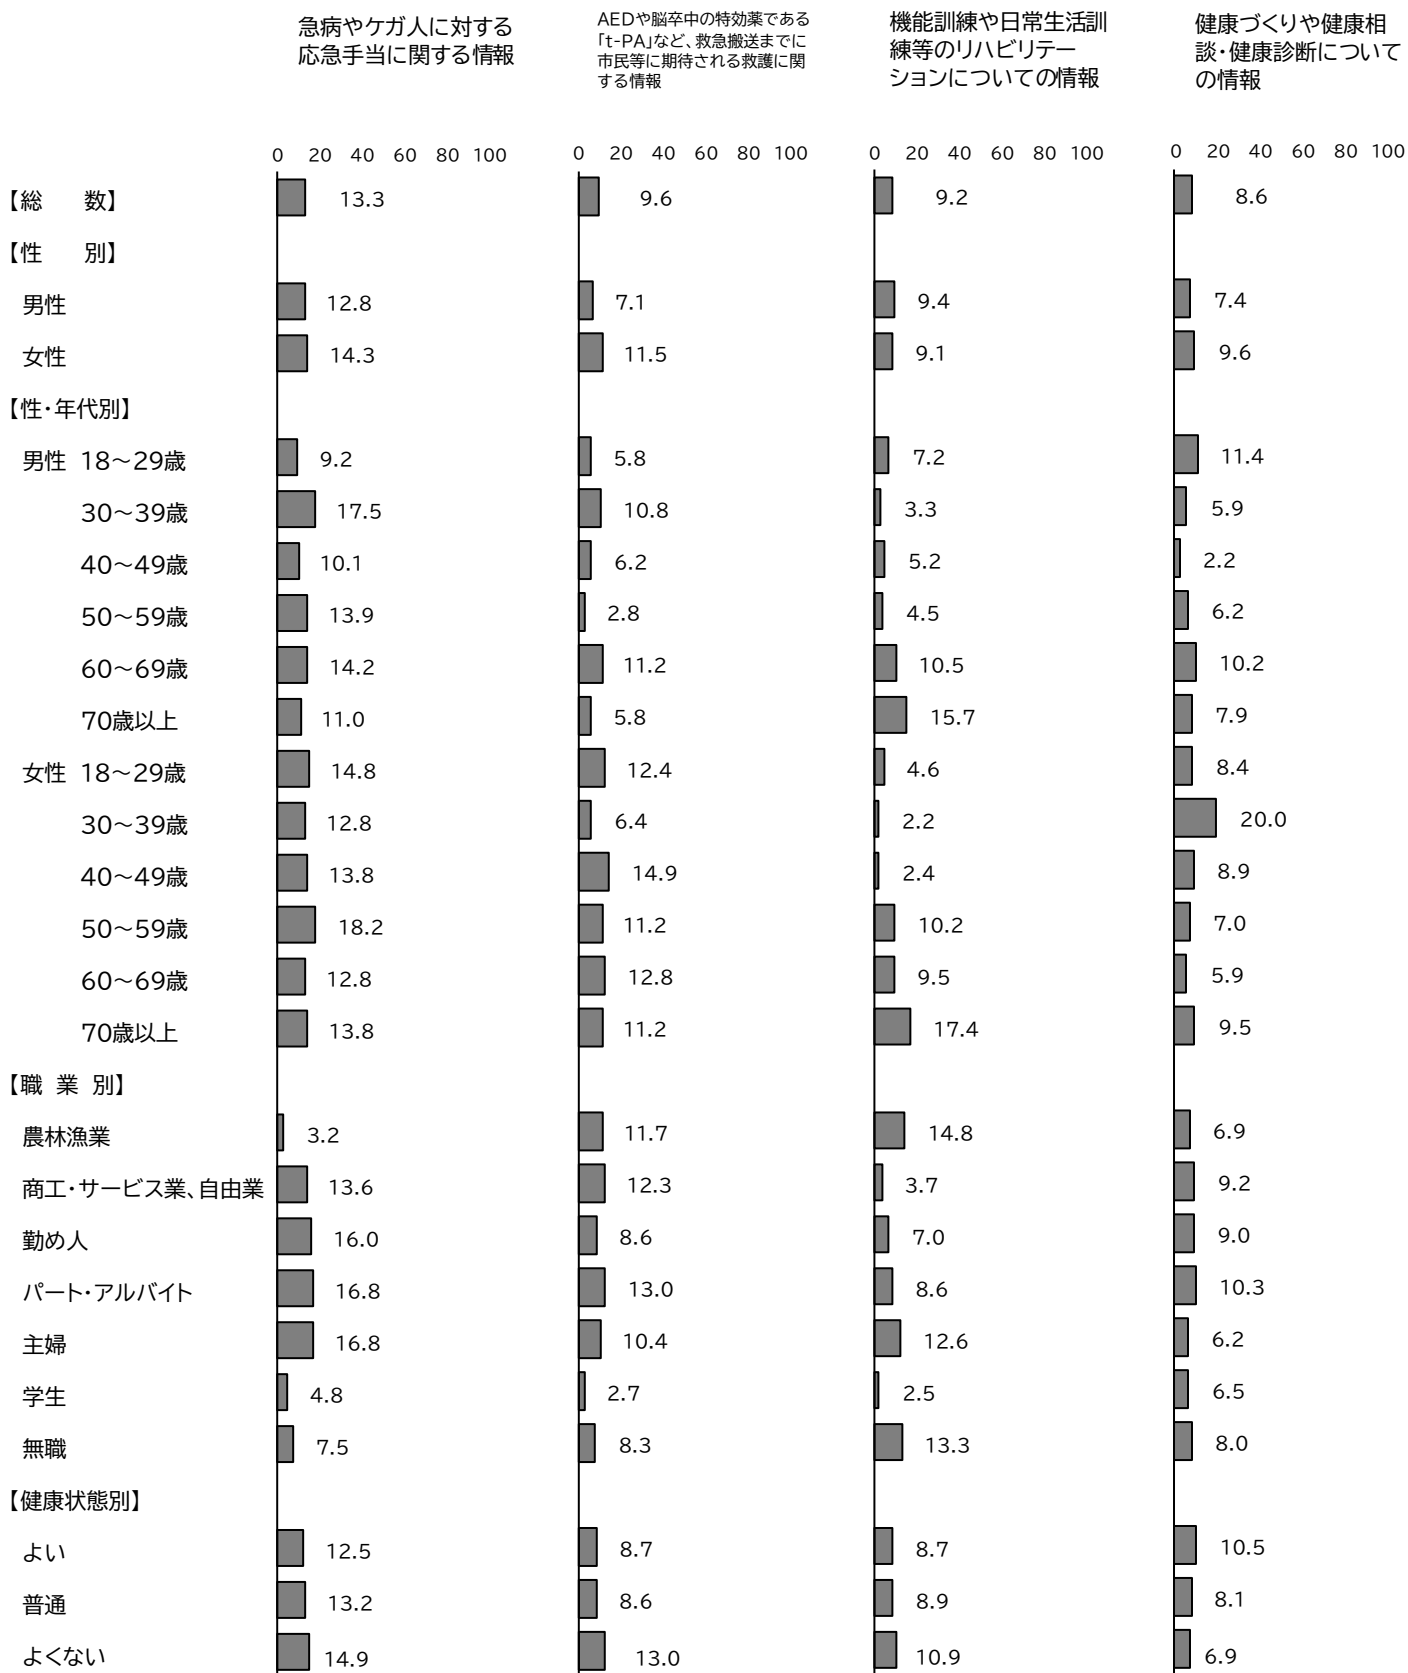 急病やケガ人に対する
応急手当に関する情報
AEDや脳卒中の特効薬である
「t-PA」など、救急搬送までに
市民等に期待される救護に関
する情報
機能訓練や日常生活訓
練等のリハビリテー
ションについての情報
健康づくりや健康相
談・健康診断について
の情報
0 20 40 60 80 100 0 20 40 60 80 100 0 20 40 60 80 100 0 20 40 60 80 100
【総　数】 13.3 9.6 9.2 8.6
【性　別】
男性 12.8 7.1 9.4 7.4
女性 14.3 11.5 9.1 9.6
【性・年代別】
男性 18～29歳 9.2 5.8 7.2 11.4
30～39歳 17.5 10.8 3.3 5.9
40～49歳 10.1 6.2 5.2 2.2
50～59歳 13.9 2.8 4.5 6.2
60～69歳 14.2 11.2 10.5 10.2
70歳以上 11.0 5.8 15.7 7.9
女性 18～29歳 14.8 12.4 4.6 8.4
30～39歳 12.8 6.4 2.2 20.0
40～49歳 13.8 14.9 2.4 8.9
50～59歳 18.2 11.2 10.2 7.0
60～69歳 12.8 12.8 9.5 5.9
70歳以上 13.8 11.2 17.4 9.5
【職 業 別】
農林漁業 3.2 11.7 14.8 6.9
商工・サービス業、自由業 13.6 12.3 3.7 9.2
勤め人 16.0 8.6 7.0 9.0
パート・アルバイト 16.8 13.0 8.6 10.3
主婦 16.8 10.4 12.6 6.2
学生 4.8 2.7 2.5 6.5
無職 7.5 8.3 13.3 8.0
【健康状態別】
よい 12.5 8.7 8.7 10.5
普通 13.2 8.6 8.9 8.1
よくない 14.9 13.0 10.9 6.9